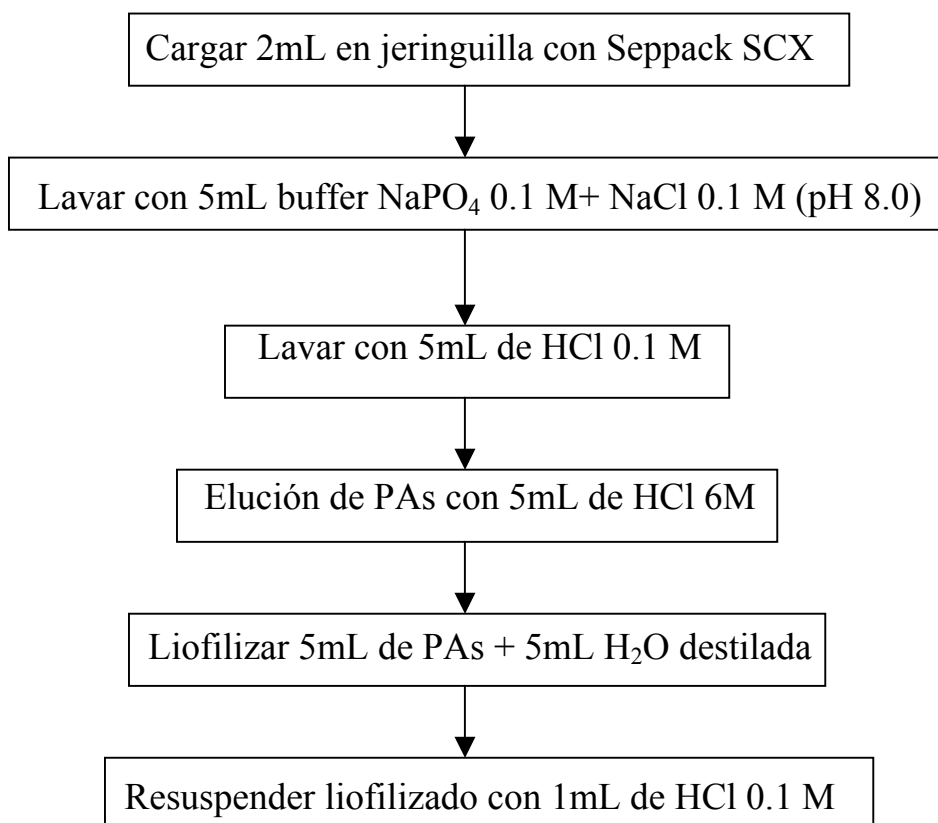 Cargar 2mL en jeringuilla con Seppack SCX
Lavar con 5mL buffer NaPO₄ 0.1 M+ NaCl 0.1 M (pH 8.0)
Lavar con 5mL de HCl 0.1 M
Elución de PAs con 5mL de HCl 6M
Liofilizar 5mL de PAs + 5mL H₂O destilada
Resuspender liofilizado con 1mL de HCl 0.1 M